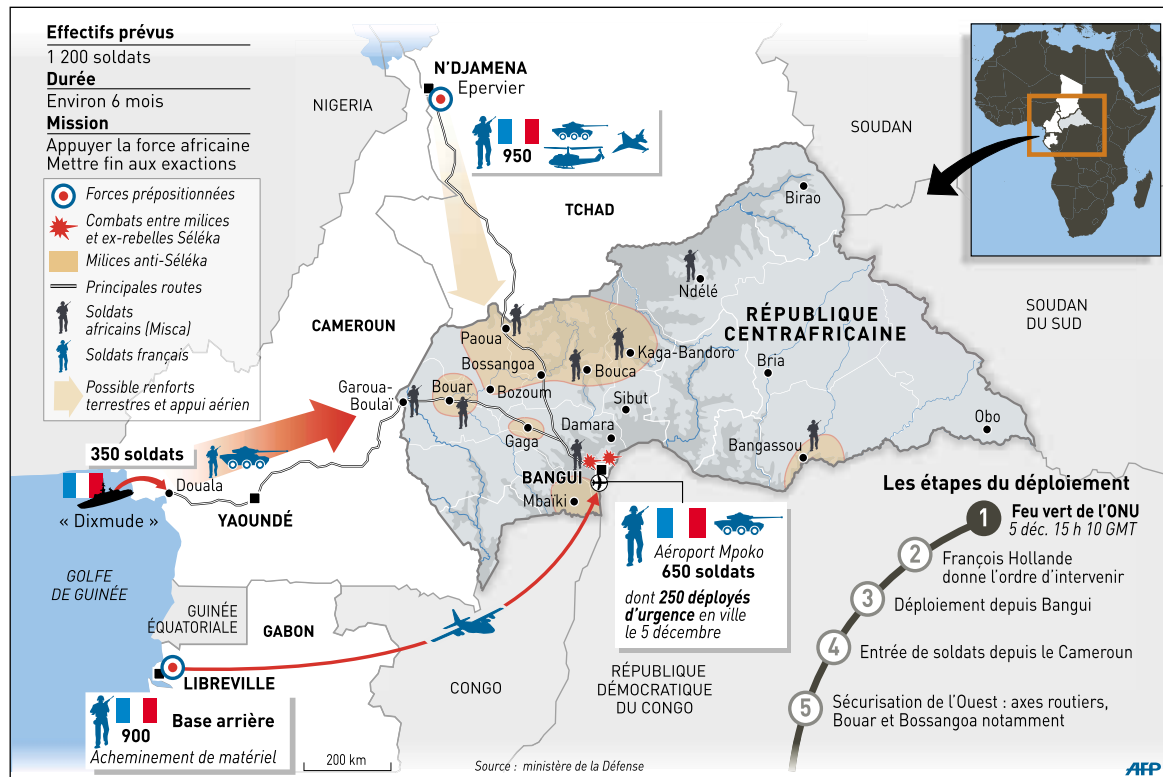 Effectifs prévus
1 200 soldats
Durée
Environ 6 mois
Mission
Appuyer la force africaine
Mettre fin aux exactions
Forces prépositionnées
Combats entre milices
et ex-rebelles Séléka
Milices anti-Séléka
Principales routes
Soldats
africains (Misca)
Soldats français
Possible renforts
terrestres et appui aérien
NIGERIA
N'DJAMENA
Epervier
950
TCHAD
SOUDAN
SOUDAN
DU SUD
CAMEROUN
RÉPUBLIQUE
CENTRAFRICAINE
Birao
Ndélé
Paoua
Bossangoa
Kaga-Bandoro
Bouca
Bria
Garoua-
Boulaï
Bouar
Bozoum
Sibut
Gaga
Damara
Bangassou
Obo
BANGUI
Mbaïki
350 soldats
Douala
« Dixmude »
YAOUNDÉ
GOLFE
DE GUINÉE
GUINÉE
ÉQUATORIALE
GABON
LIBREVILLE
900
Base arrière
Acheminement de matériel
CONGO
200 km
Aéroport Mpoko
650 soldats
dont 250 déployés
d'urgence en ville
le 5 décembre
RÉPUBLIQUE
DÉMOCRATIQUE
DU CONGO
Les étapes du déploiement
1
Feu vert de l'ONU
5 déc. 15 h 10 GMT
2
François Hollande
donne l'ordre d'intervenir
3
Déploiement depuis Bangui
4
Entrée de soldats depuis le Cameroun
5
Sécurisation de l'Ouest : axes routiers,
Bouar et Bossangoa notamment
Source : ministère de la Défense
AFP